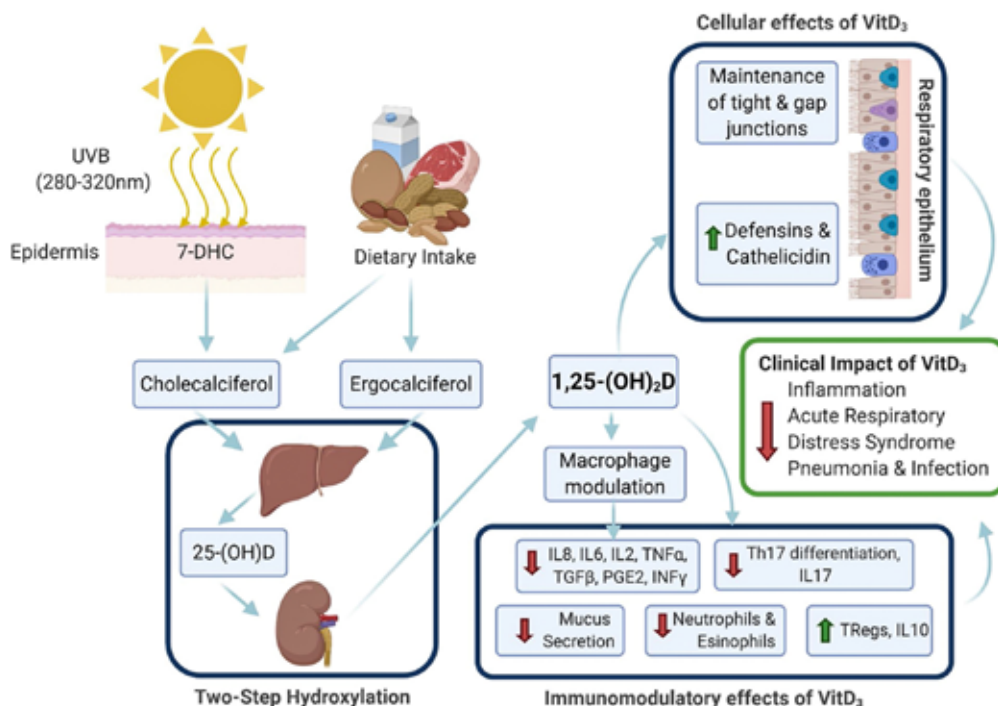 Cellular effects of VitD₃
UVB
(280-320nm)
Epidermis
7-DHC
Dietary Intake
Maintenance
of tight & gap
junctions
Defensins &
Cathelicidin
Respiratory epithelium
Cholecalciferol
Ergocalciferol
1,25-(OH)₂D
Clinical Impact of VitD₃
Inflammation
Acute Respiratory
Distress Syndrome
Pneumonia & Infection
Macrophage
modulation
25-(OH)D
IL8, IL6, IL2, TNFα,
TGFβ, PGE2, INFγ
Th17 differentiation,
IL17
Mucus
Secretion
Neutrophils &
Esinophils
TRegs, IL10
Two-Step Hydroxylation
Immunomodulatory effects of VitD₃